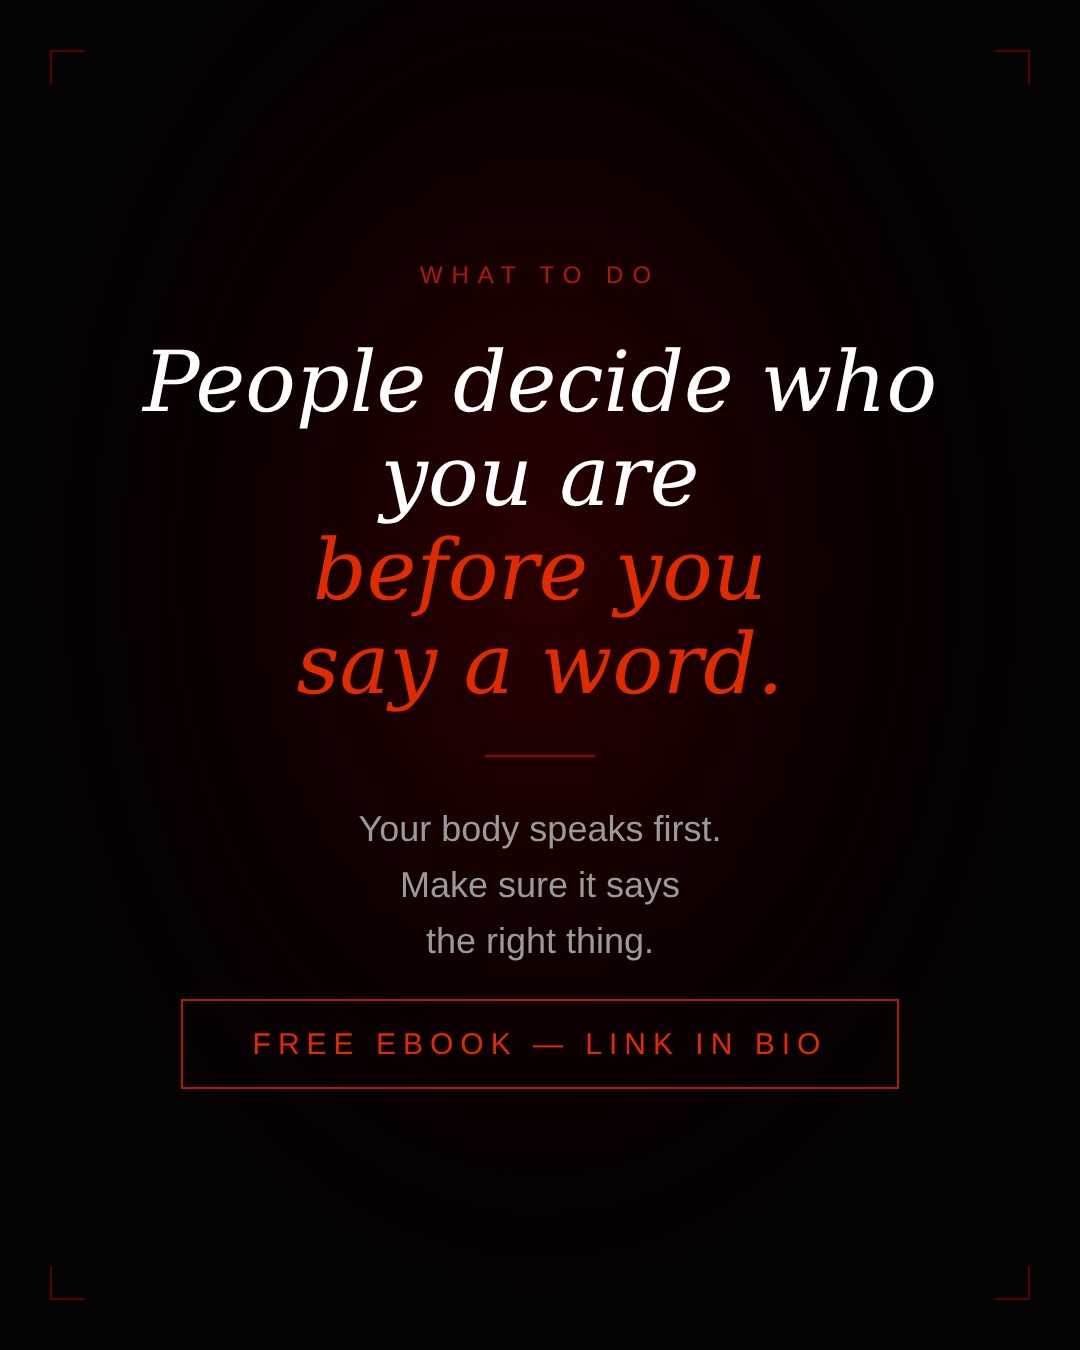 WHAT TO DO
People decide who
you are
before you
say a word.
Your body speaks first.
Make sure it says
the right thing.
FREE EBOOK — LINK IN BIO